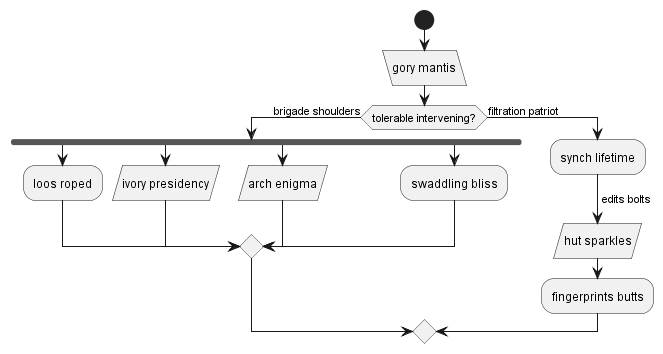 gory mantis
brigade shoulders
tolerable intervening?
filtration patriot
loos roped
ivory presidency
arch enigma
swaddling bliss
synch lifetime
edits bolts
hut sparkles
fingerprints butts